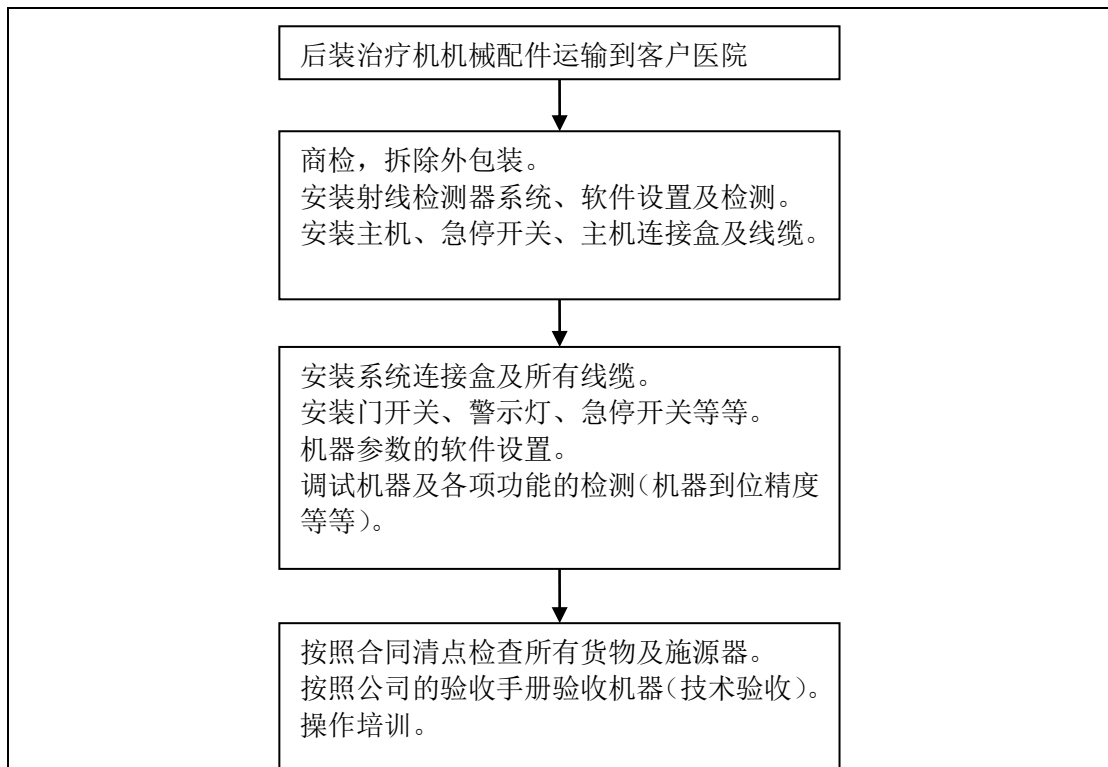 后装治疗机机械配件运输到客户医院
商检，拆除外包装。
安装射线检测器系统、软件设置及检测。
安装主机、急停开关、主机连接盒及线缆。
安装系统连接盒及所有线缆。
安装门开关、警示灯、急停开关等等。
机器参数的软件设置。
调试机器及各项功能的检测（机器到位精度
等等）。
按照合同清点检查所有货物及施源器。
按照公司的验收手册验收机器（技术验收）。
操作培训。